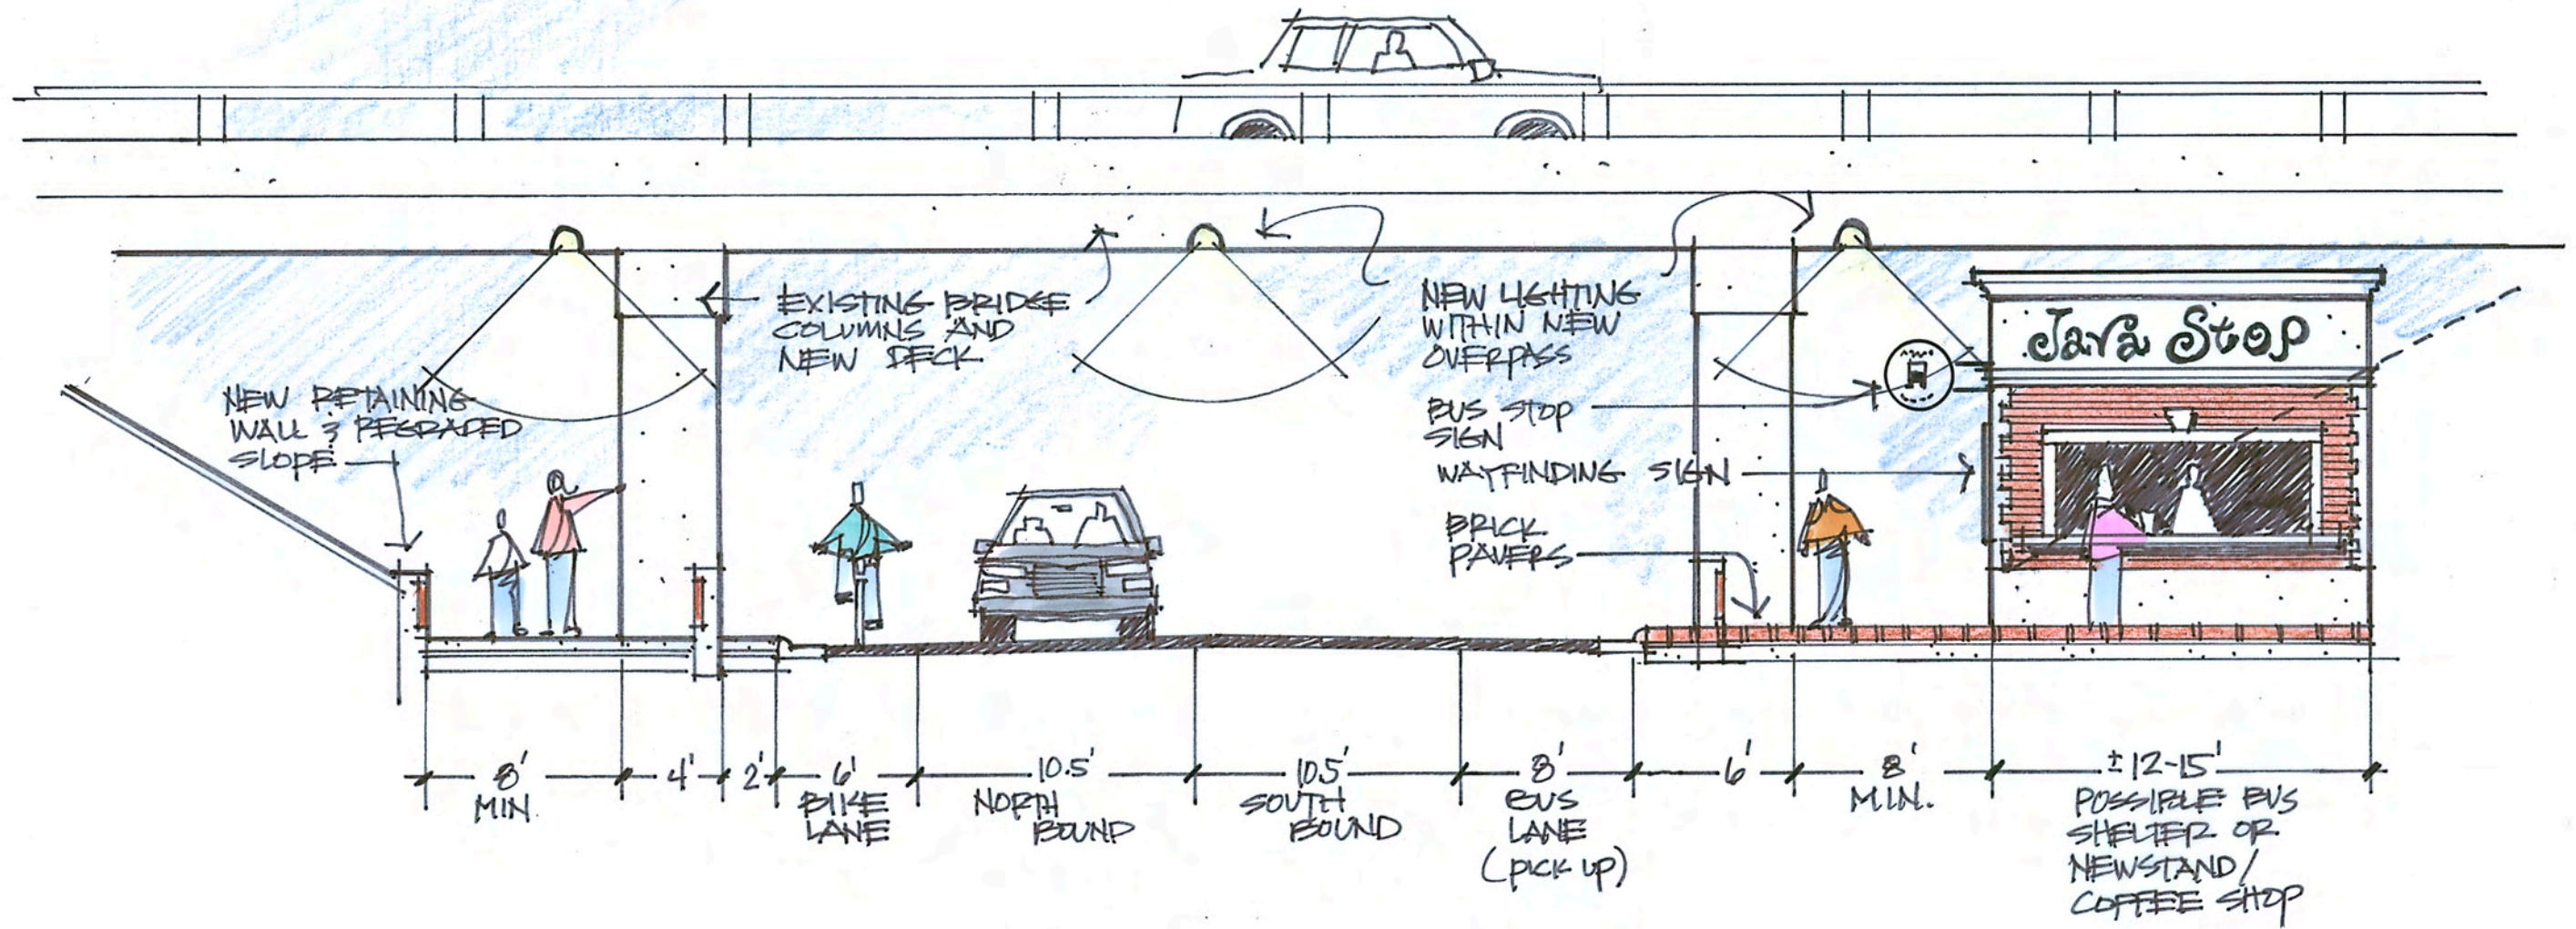 EXISTING BRIDGE
COLUMNS AND
NEW DECK
NEW LIGHTING
WITHIN NEW
OVERPASS
Java Stop
NEW RETAINING
WALL & REGRADED
SLOPE
BUS STOP
SIGN
WAYFINDING SIGN
BRICK
PAVERS
8'
MIN.
4'
2'
6'
BIKE
LANE
10.5'
NORTH
BOUND
10.5'
SOUTH
BOUND
8'
BUS
LANE
(PICK UP)
6'
8'
MIN.
±12-15'
POSSIBLE BUS
SHELTER OR
NEWSTAND/
COFFEE SHOP